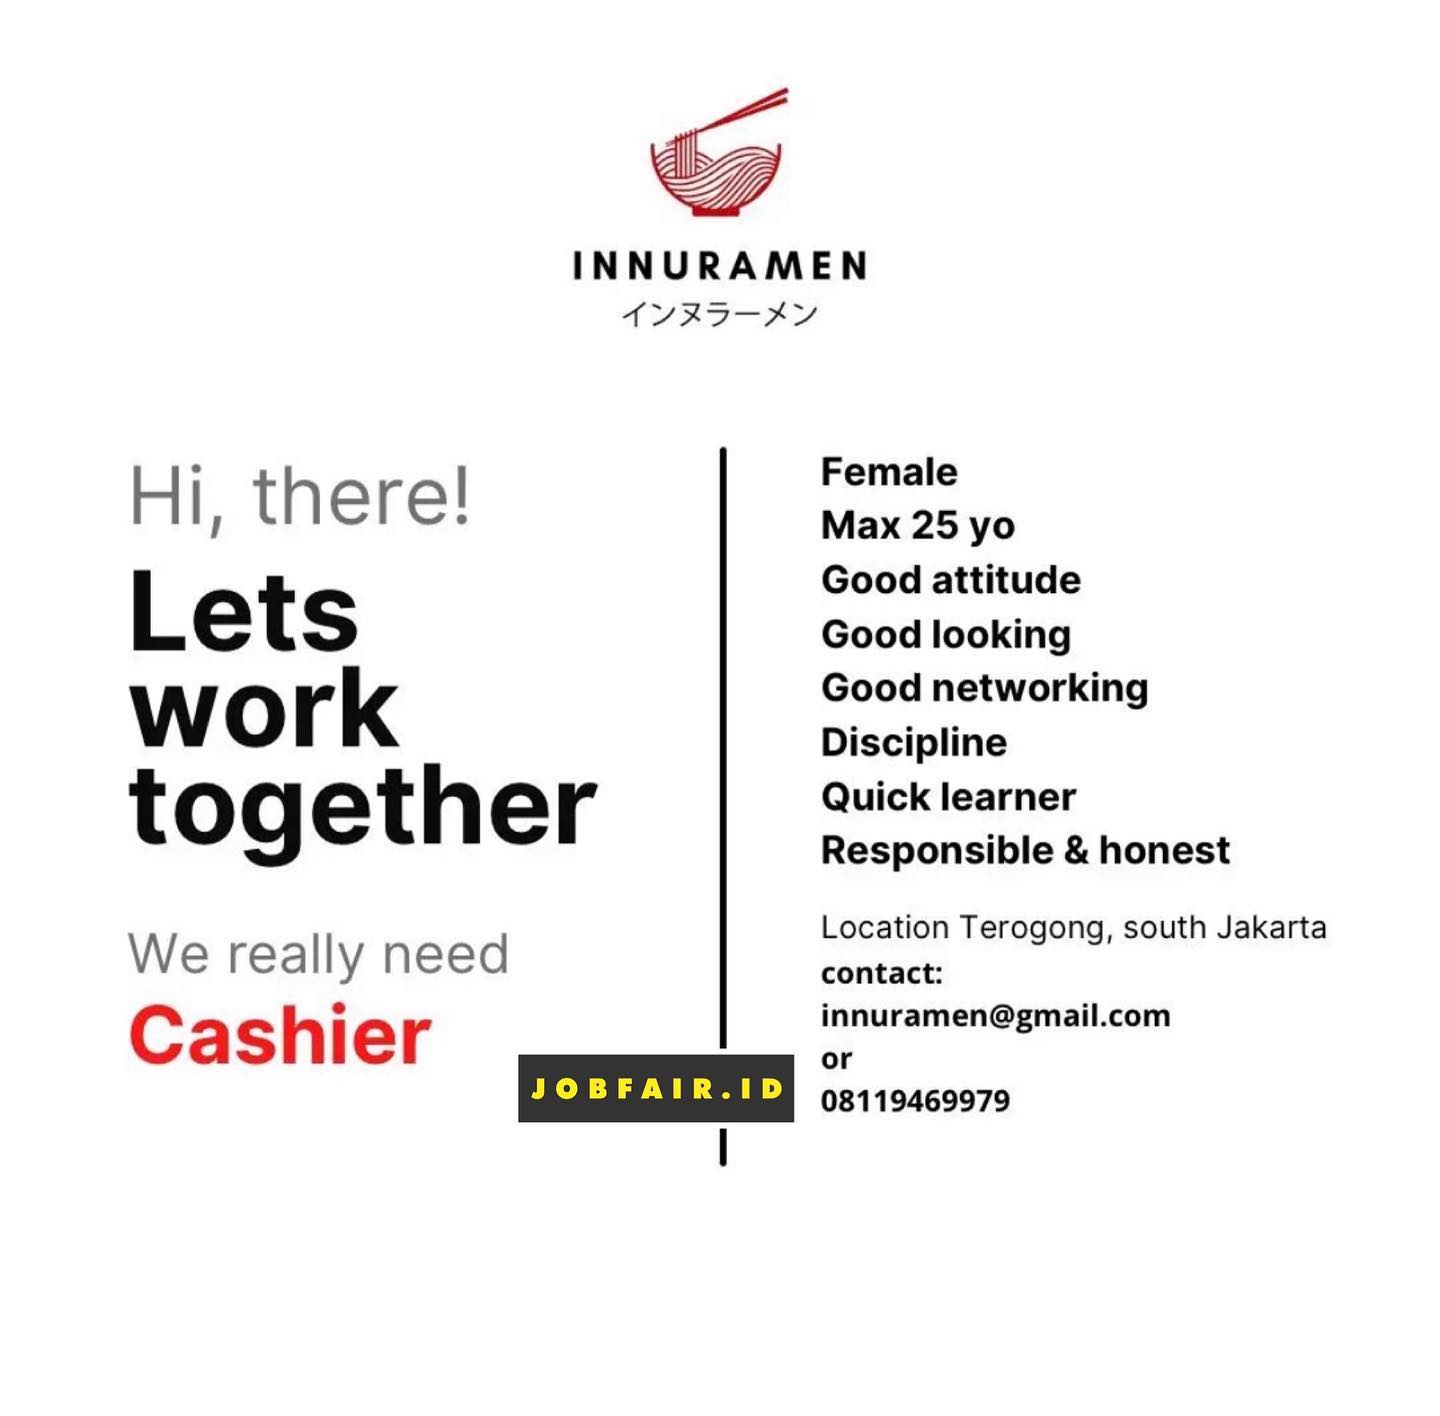 INNURAMEN
インヌラーメン
Hi, there!
Lets
work
together
We really need
Cashier
Female
Max 25 yo
Good attitude
Good looking
Good networking
Discipline
Quick learner
Responsible & honest
Location Terogong, south Jakarta
contact:
innuramen@gmail.com
or
08119469979
JOBFAIR.ID